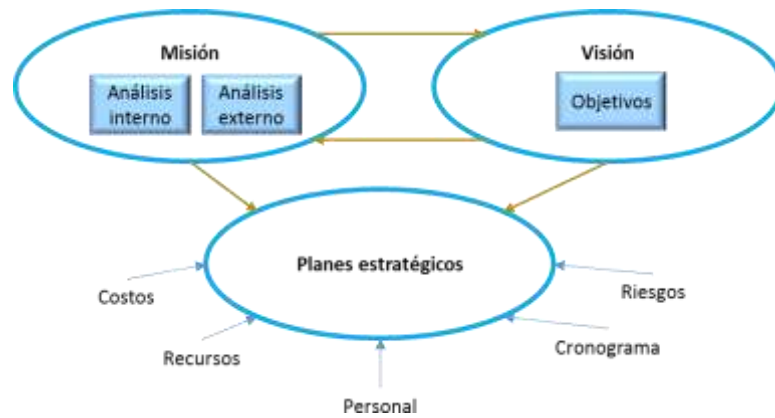 Misión
Visión
Análisis
interno
Análisis
externo
Objetivos
Planes estratégicos
Costos
Riesgos
Recursos
Cronograma
Personal